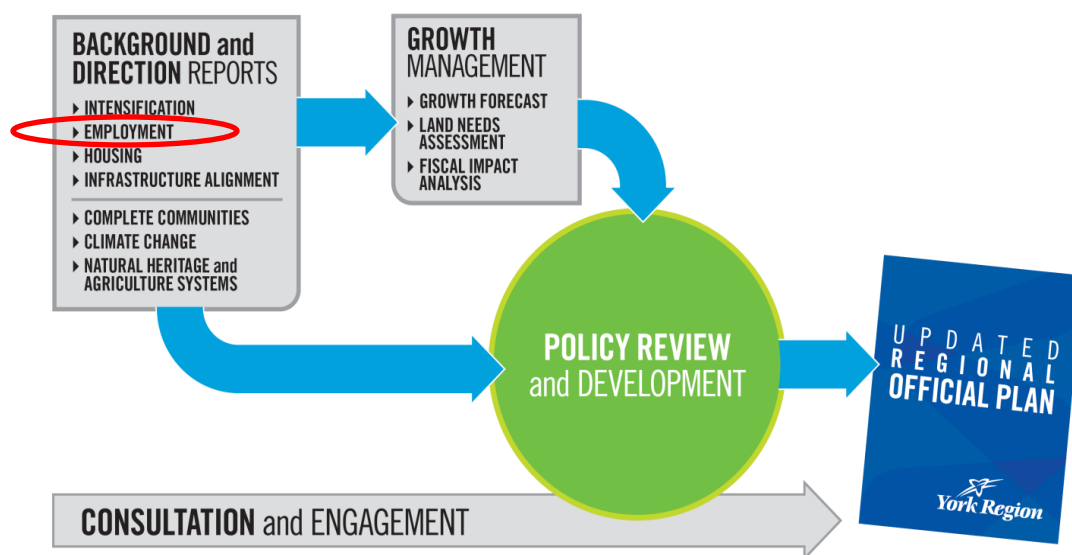 BACKGROUND and
DIRECTION REPORTS
INTENSIFICATION
EMPLOYMENT
HOUSING
INFRASTRUCTURE ALIGNMENT
COMPLETE COMMUNITIES
CLIMATE CHANGE
NATURAL HERITAGE and
AGRICULTURE SYSTEMS
GROWTH
MANAGEMENT
GROWTH FORECAST
LAND NEEDS
ASSESSMENT
FISCAL IMPACT
ANALYSIS
POLICY REVIEW
and DEVELOPMENT
UPDATED
REGIONAL
OFFICIAL PLAN
York Region
CONSULTATION and ENGAGEMENT